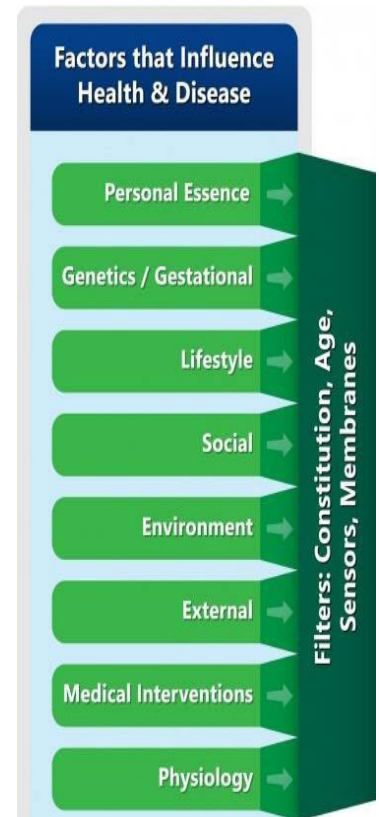 Factors that Influence
Health & Disease
Personal Essence
Genetics / Gestational
Lifestyle
Social
Environment
External
Medical Interventions
Physiology
Filters: Constitution, Age,
Sensors, Membranes